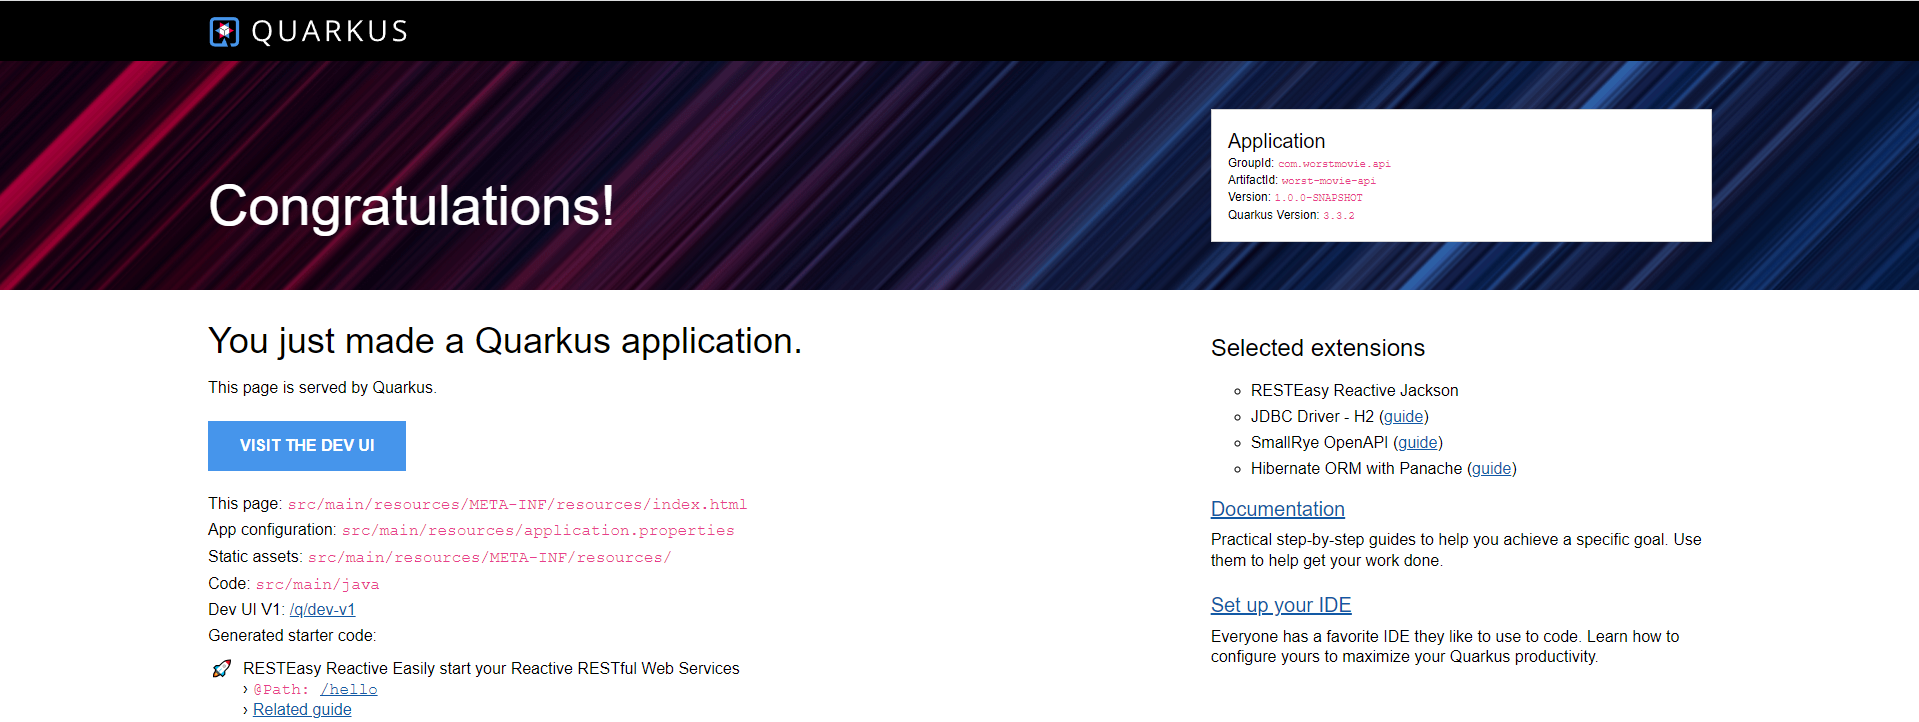 QUARKUS
Congratulations!
Application
GroupId: com.worstmovie.api
ArtifactId: worst-movie-api
Version: 1.0.0-SNAPSHOT
Quarkus Version: 3.3.2
You just made a Quarkus application.
This page is served by Quarkus.
VISIT THE DEV UI
This page: src/main/resources/META-INF/resources/index.html
App configuration: src/main/resources/application.properties
Static assets: src/main/resources/META-INF/resources/
Code: src/main/java
Dev UI V1: /q/dev-v1
Generated starter code:
RESTEasy Reactive Easily start your Reactive RESTful Web Services
› @Path: /hello
› Related guide
Selected extensions
RESTEasy Reactive Jackson
JDBC Driver - H2 (guide)
SmallRye OpenAPI (guide)
Hibernate ORM with Panache (guide)
Documentation
Practical step-by-step guides to help you achieve a specific goal. Use
them to help get your work done.
Set up your IDE
Everyone has a favorite IDE they like to use to code. Learn how to
configure yours to maximize your Quarkus productivity.